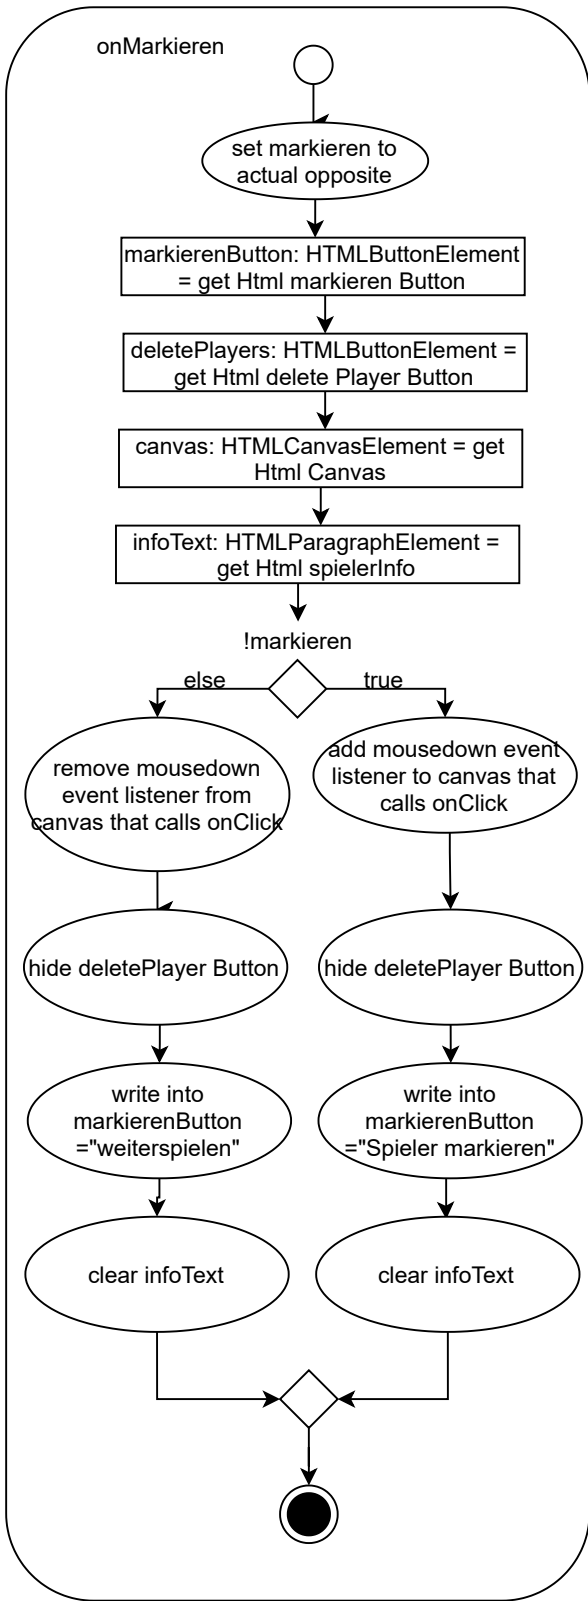 onMarkieren
set markieren to
actual opposite
markierenButton: HTMLButtonElement
= get Html markieren Button
deletePlayers: HTMLButtonElement =
get Html delete Player Button
canvas: HTMLCanvasElement = get
Html Canvas
infoText: HTMLParagraphElement =
get Html spielerInfo
!markieren
else
true
remove mousedown
event listener from
canvas that calls onClick
add mousedown event
listener to canvas that
calls onClick
hide deletePlayer Button
hide deletePlayer Button
write into
markierenButton
="weiterspielen"
write into
markierenButton
="Spieler markieren"
clear infoText
clear infoText